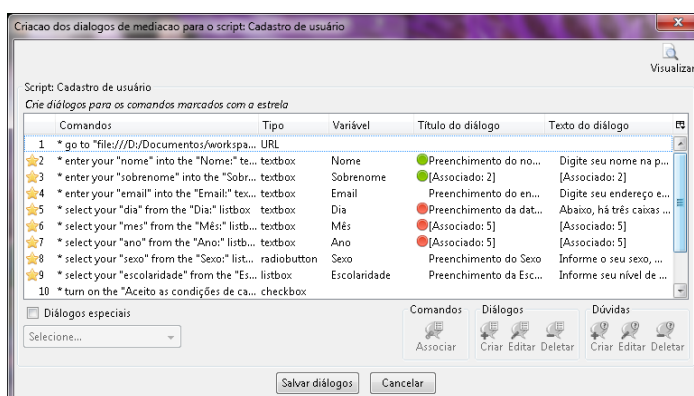 Criacao dos dialogos de mediacao para o script: Cadastro de usuário
Visualizar
Script: Cadastro de usuário
Crie diálogos para os comandos marcados com a estrela
Comandos Tipo Variável Título do diálogo Texto do diálogo
1 * go to "file:///D:/Documentos/workspa... URL
2 * enter your "nome" into the "Nome:" te... textbox Nome Preenchimento do no... Digite seu nome na p...
3 * enter your "sobrenome" into the "Sobr... textbox Sobrenome [Associado: 2] [Associado: 2]
4 * enter your "email" into the "Email:" tex... textbox Email Preenchimento do en... Digite seu endereço e...
5 * select your "dia" from the "Dia:" listbox textbox Dia Preenchimento da dat... Abaixo, há três caixas ...
6 * select your "mes" from the "Mês:" listb... textbox Mês [Associado: 5] [Associado: 5]
7 * select your "ano" from the "Ano:" listb... textbox Ano [Associado: 5] [Associado: 5]
8 * select your "sexo" from the "Sexo:" list... radiobutton Sexo Preenchimento do Sexo Informe o seu sexo, ...
9 * select your "escolaridade" from the "Es... listbox Escolaridade Preenchimento da Esc... Informe seu nível de ...
10 * turn on the "Aceito as condições de ca... checkbox
Diálogos especiais
Selecione...
Comandos Diálogos Dúvidas
Associar Criar Editar Deletar Criar Editar Deletar
Salvar diálogos Cancelar